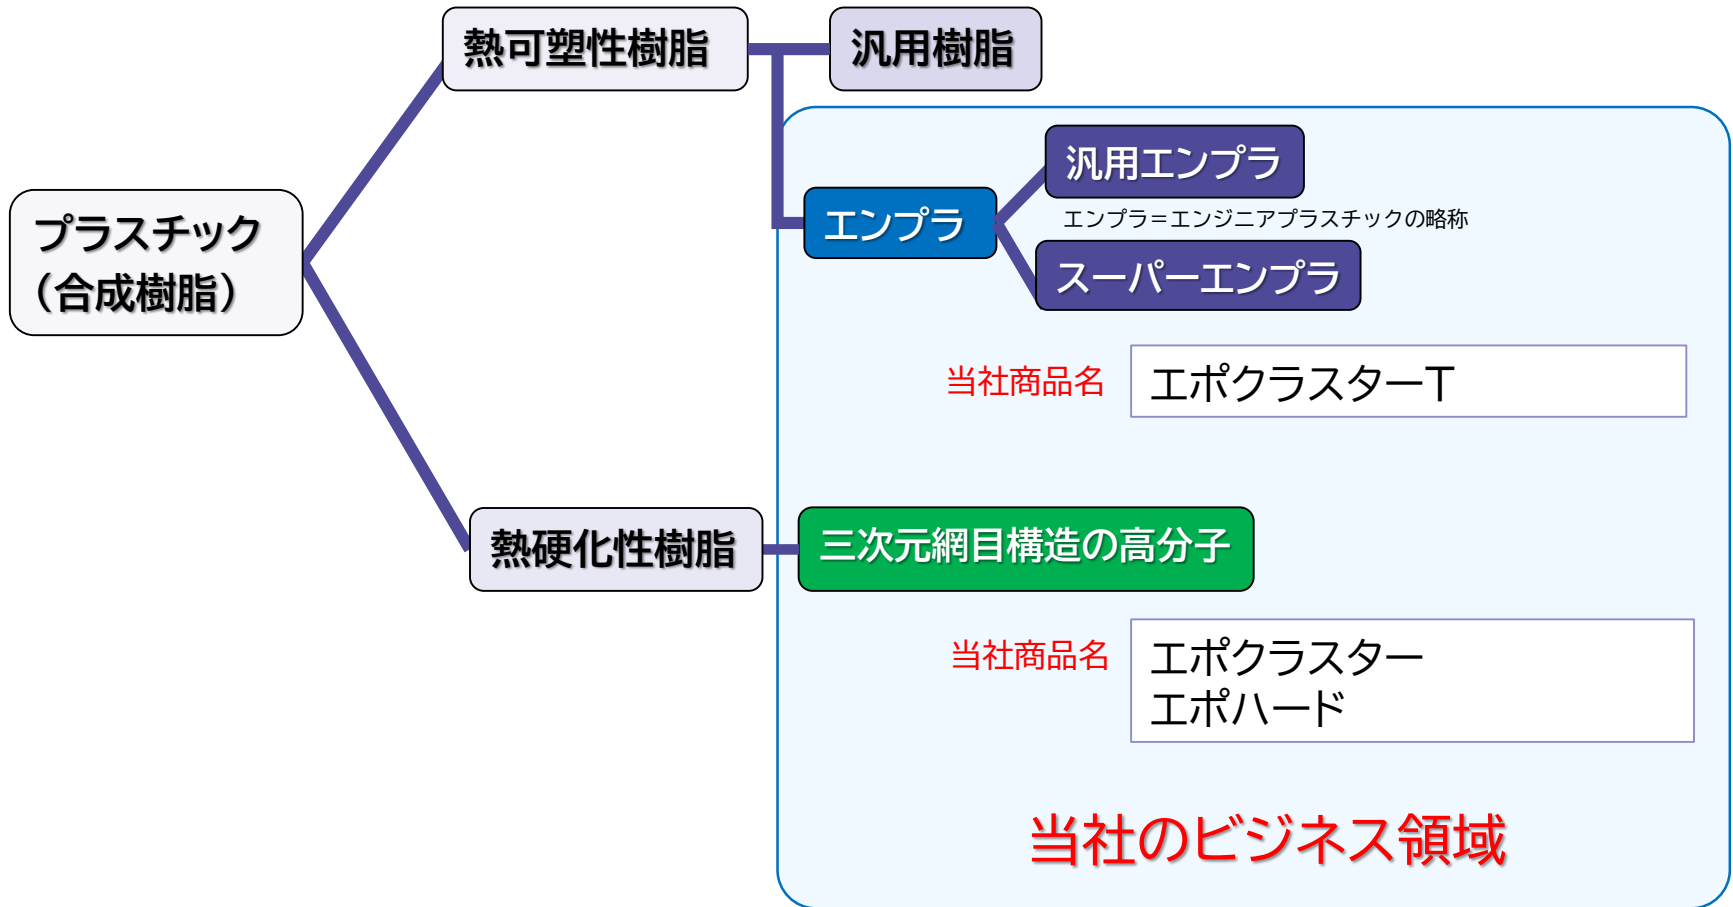 熱可塑性樹脂
汎用樹脂
汎用エンプラ
プラスチック
（合成樹脂）
エンプラ
エンプラ＝エンジニアプラスチックの略称
スーパーエンプラ
当社商品名
エポクラスターT
熱硬化性樹脂
三次元網目構造の高分子
当社商品名
エポクラスター
エポハード
当社のビジネス領域